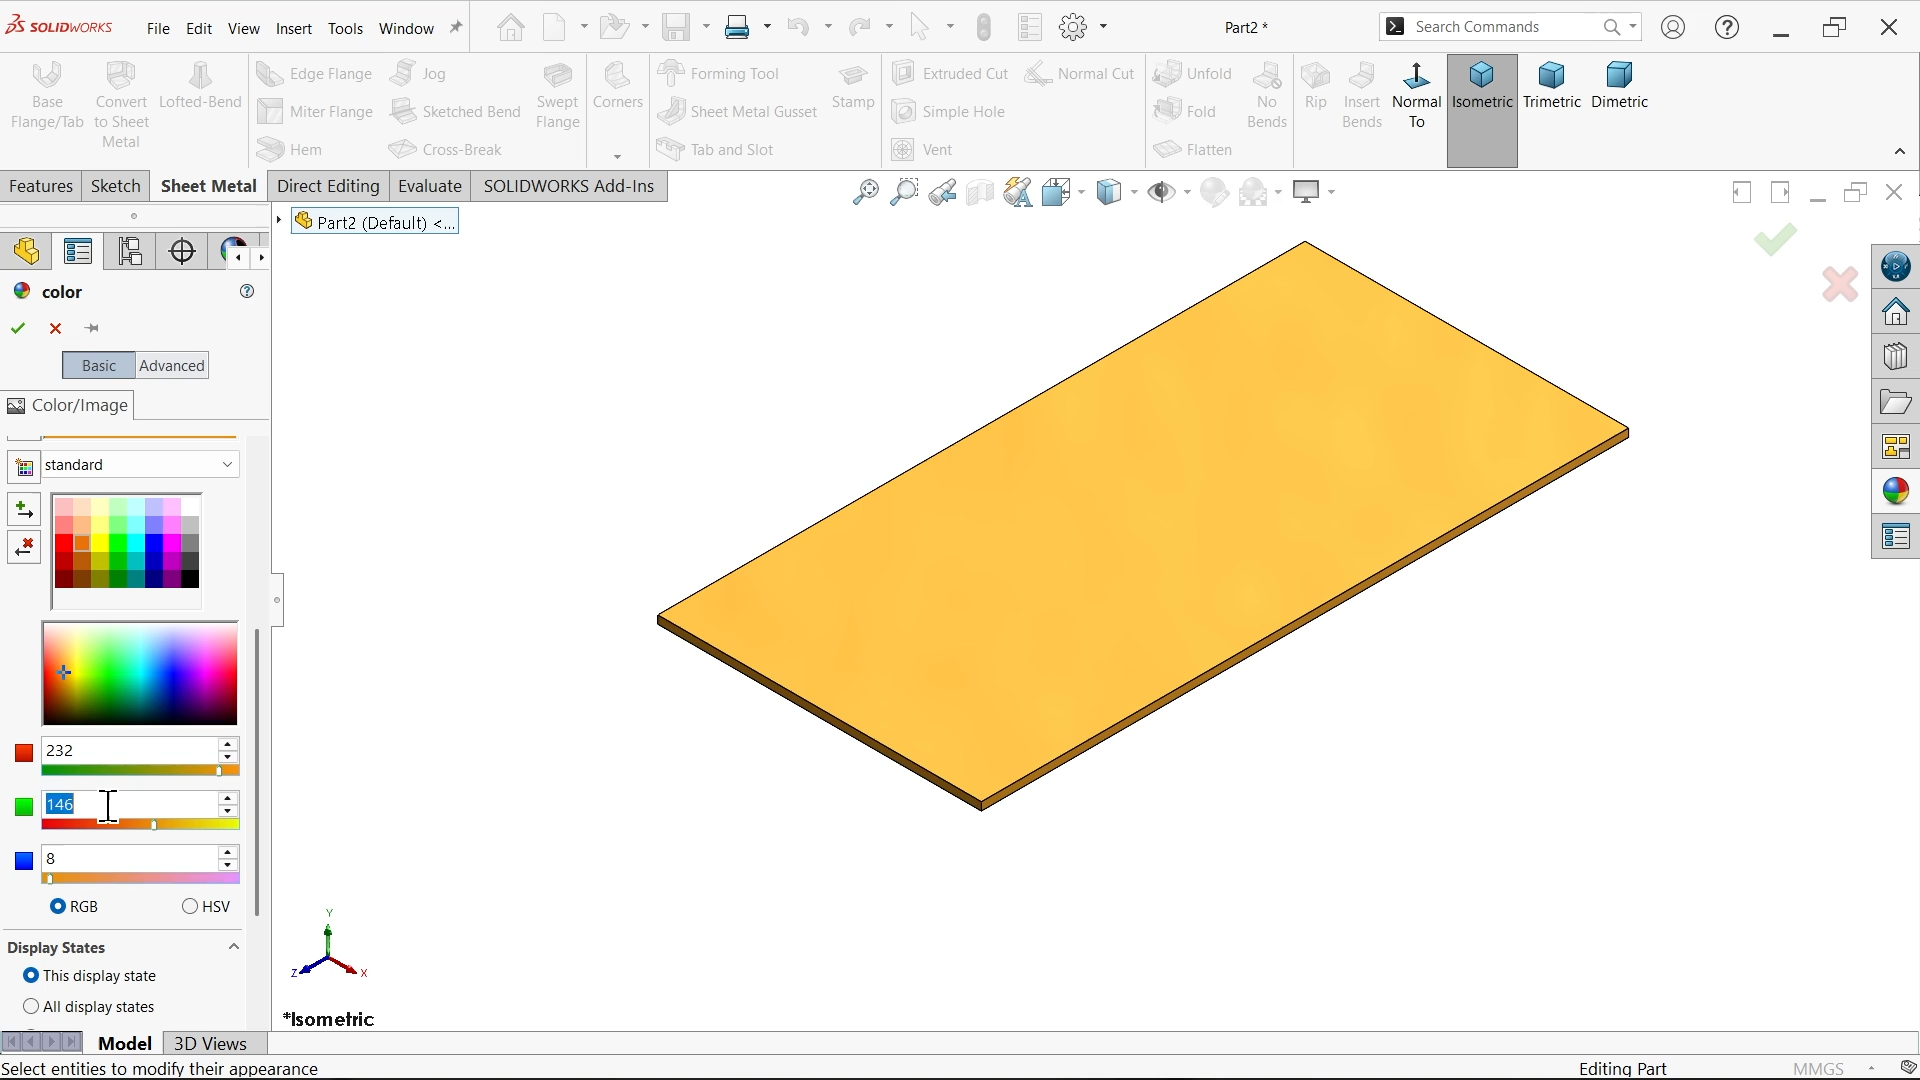 SOLIDWORKS File Edit View Insert Tools Window Part2 * Search Commands
Edge Flange Jog Forming Tool Extruded Cut Normal Cut Unfold
Base Flange/Tab Convert to Sheet Metal Lofted-Bend Miter Flange Sketched Bend Swept Flange Corners Sheet Metal Gusset Stamp Simple Hole Fold No Bends Rip Insert Bends Normal To Isometric Trimetric Dimetric
Hem Cross-Break Tab and Slot Vent Flatten
Features Sketch Sheet Metal Direct Editing Evaluate SOLIDWORKS Add-Ins
Part2 (Default) <...
color
Basic Advanced
Color/Image
standard
232
146
8
RGB HSV
Display States
This display state
All display states
Y
Z X
*Isometric
Model 3D Views
Select entities to modify their appearance Editing Part MMGS